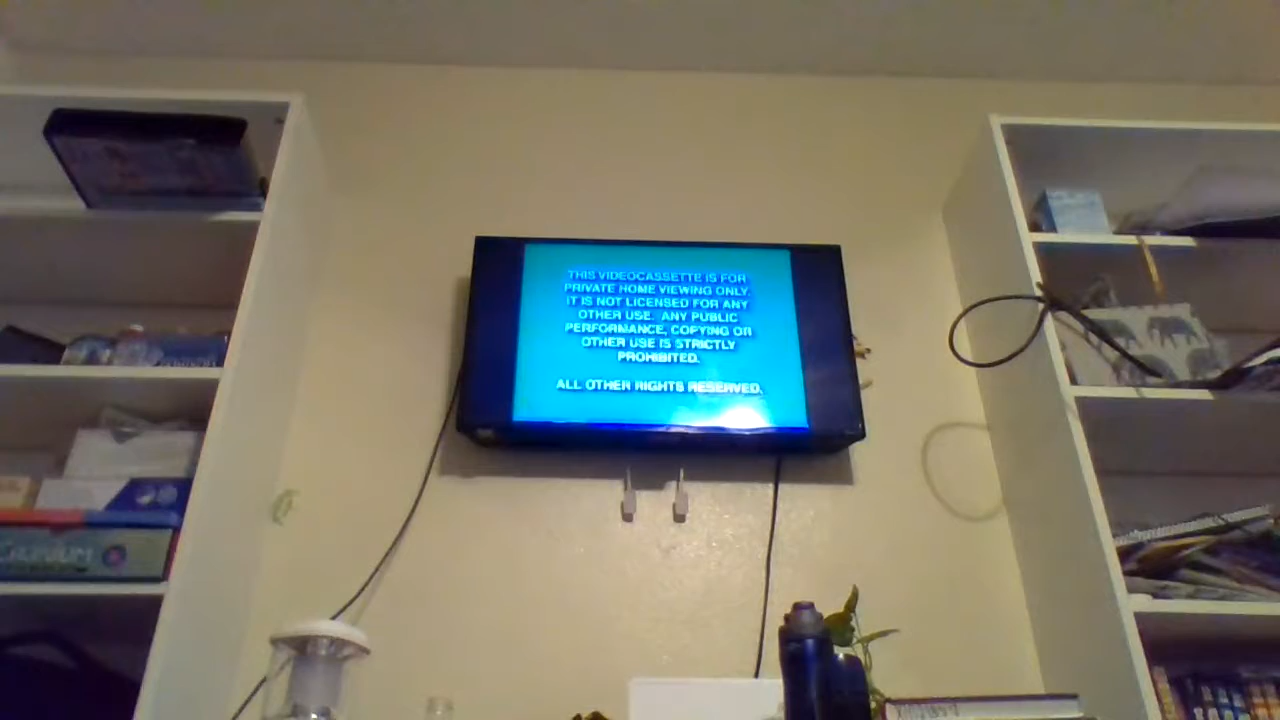 THIS VIDEOCASSETTE IS FOR
PRIVATE HOME VIEWING ONLY.
IT IS NOT LICENSED FOR ANY
OTHER USE. ANY PUBLIC
PERFORMANCE, COPYING OR
OTHER USE IS STRICTLY
PROHIBITED.
ALL OTHER RIGHTS RESERVED.